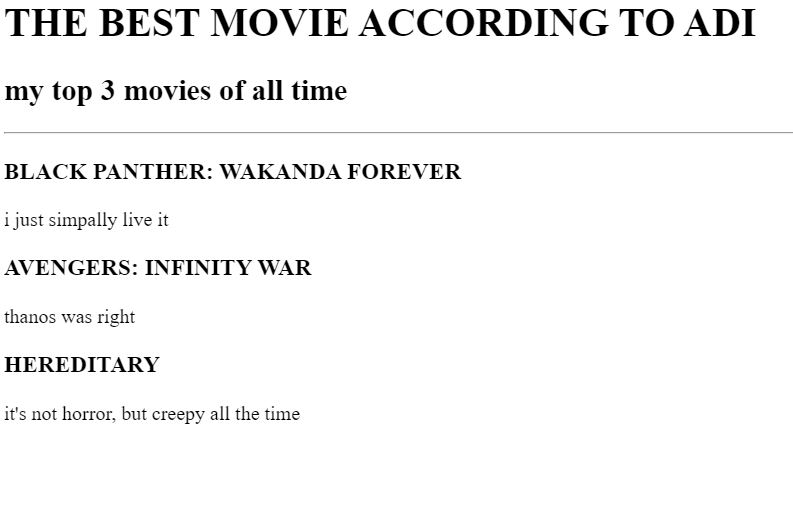 THE BEST MOVIE ACCORDING TO ADI
my top 3 movies of all time
BLACK PANTHER: WAKANDA FOREVER
i just simpally live it
AVENGERS: INFINITY WAR
thanos was right
HEREDITARY
it's not horror, but creepy all the time